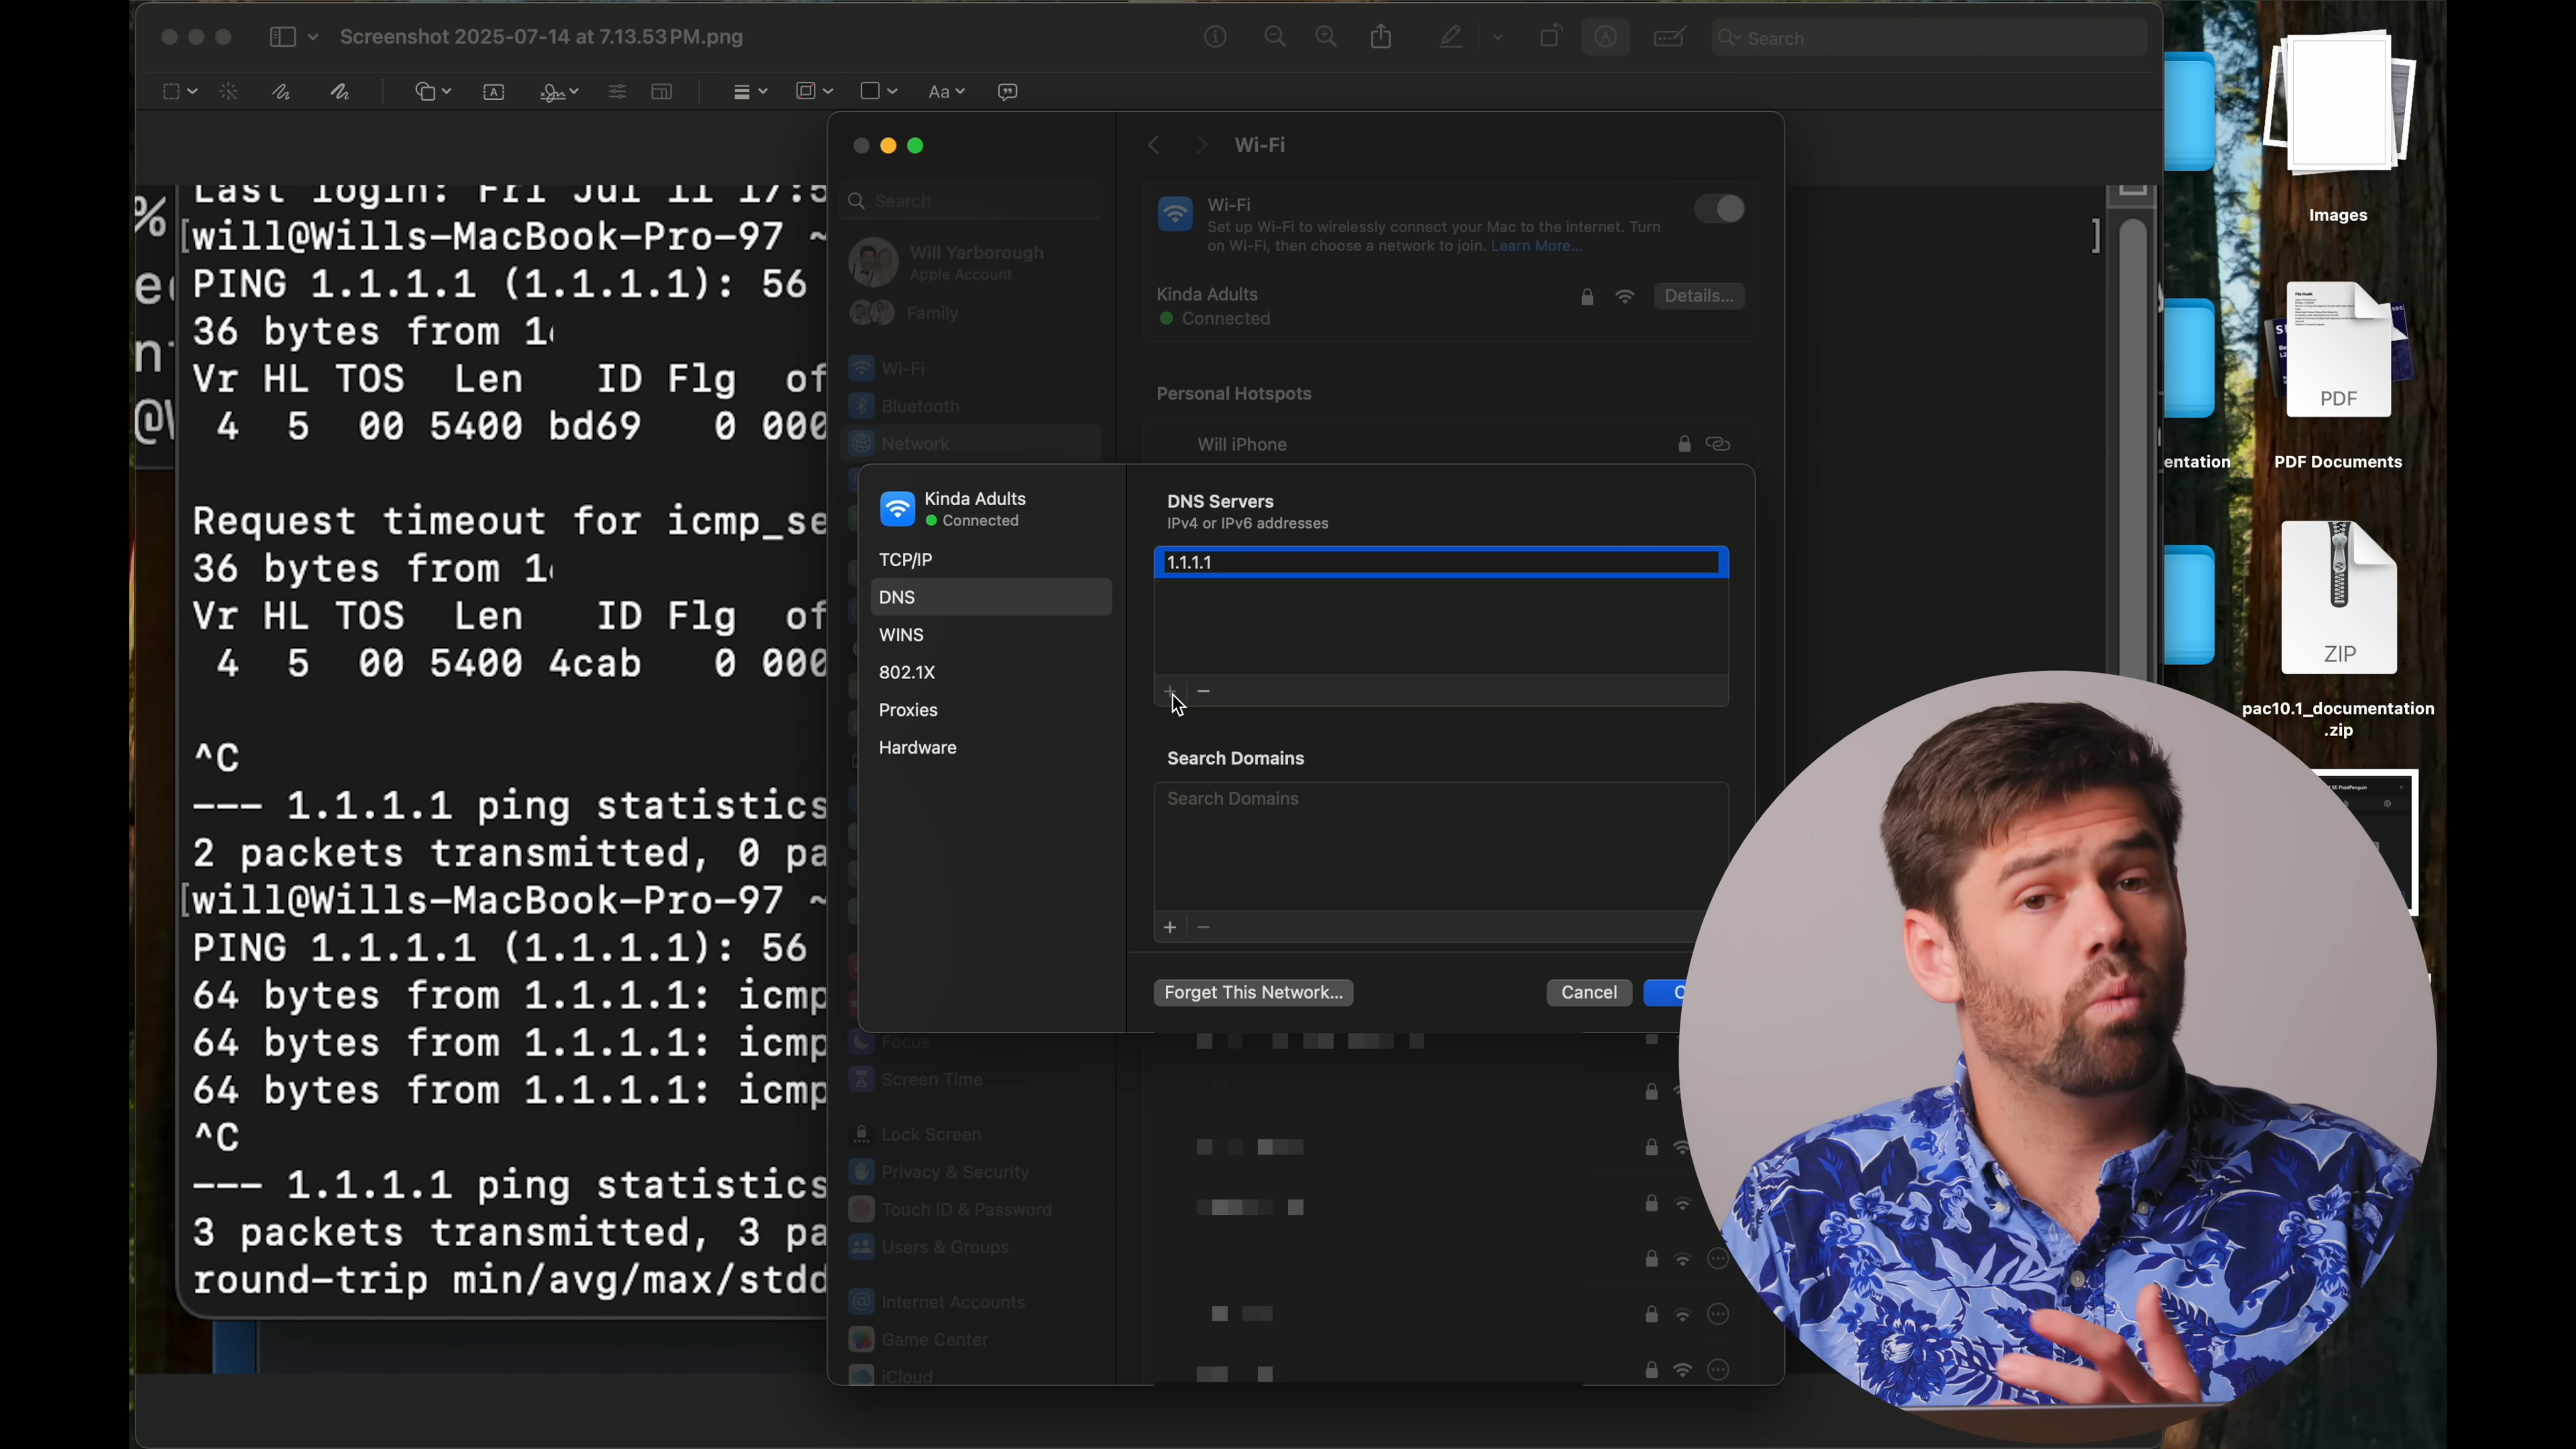 Screenshot 2025-07-14 at 7.13.53 PM.png
Search
Aa
Last login: Fri Jul 11 17:5
[will@Wills-MacBook-Pro-97 ~
PING 1.1.1.1 (1.1.1.1): 56
36 bytes from 1
Vr HL TOS Len ID Flg of
4 5 00 5400 bd69 0 000
Request timeout for icmp_se
36 bytes from 1
Vr HL TOS Len ID Flg of
4 5 00 5400 4cab 0 000
^C
--- 1.1.1.1 ping statistics
2 packets transmitted, 0 pa
[will@Wills-MacBook-Pro-97 ~
PING 1.1.1.1 (1.1.1.1): 56
64 bytes from 1.1.1.1: icmp
64 bytes from 1.1.1.1: icmp
64 bytes from 1.1.1.1: icmp
^C
--- 1.1.1.1 ping statistics
3 packets transmitted, 3 pa
round-trip min/avg/max/stdd
]
Search
Will Yarborough
Apple Account
Family
Wi-Fi
Bluetooth
Network
Focus
Screen Time
Lock Screen
Privacy & Security
Touch ID & Password
Users & Groups
Internet Accounts
Game Center
iCloud
Wi-Fi
Wi-Fi
Set up Wi-Fi to wirelessly connect your Mac to the internet. Turn
on Wi-Fi, then choose a network to join. Learn More...
Kinda Adults
Details...
Connected
Personal Hotspots
Will iPhone
Kinda Adults
Connected
TCP/IP
DNS
WINS
802.1X
Proxies
Hardware
DNS Servers
IPv4 or IPv6 addresses
1.1.1.1
+ −
Search Domains
Search Domains
+ −
Forget This Network...
Cancel
Images
PDF
entation
PDF Documents
ZIP
pac10.1_documentation
.zip